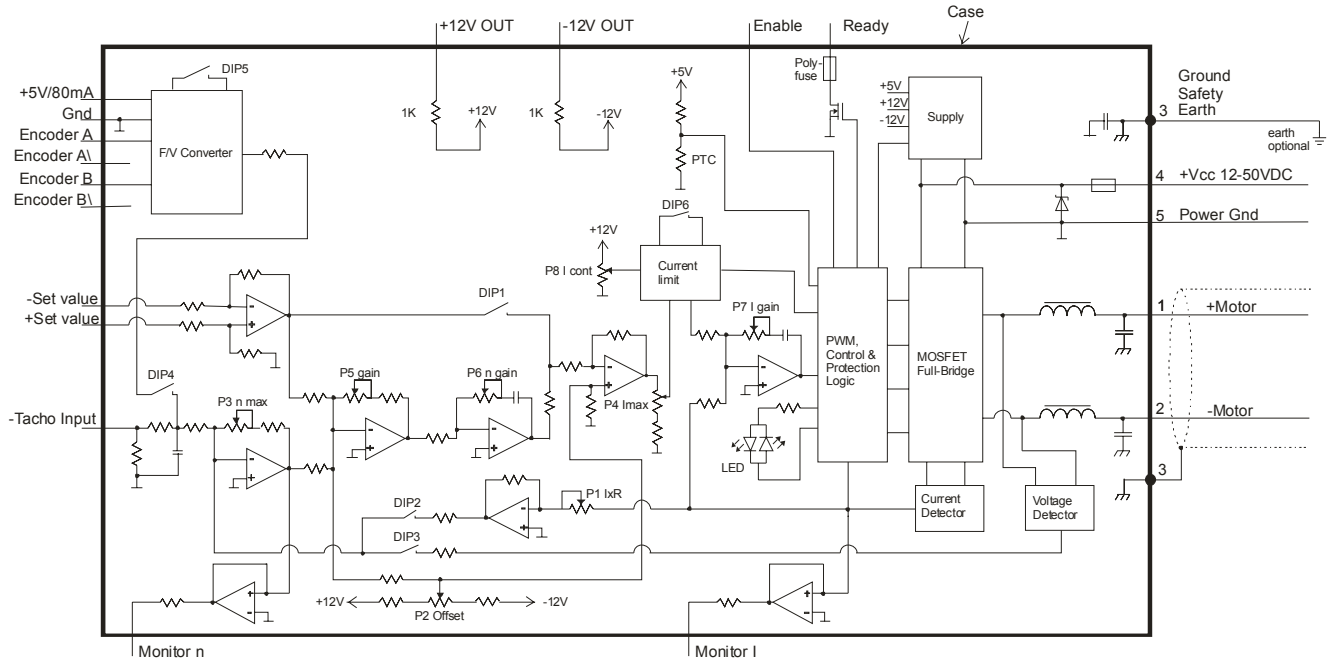 +12V OUT
-12V OUT
Enable
Ready
Case
DIP5
+5V/80mA
Gnd
Encoder A
Encoder A\
Encoder B
Encoder B\
F/V Converter
1K
+12V
1K
-12V
+5V
PTC
Poly-
fuse
+5V
+12V
-12V
Supply
Ground
Safety
3 Earth
earth
optional
4 +Vcc 12-50VDC
5 Power Gnd
DIP6
+12V
P8 I cont
Current
limit
-Set value
+Set value
DIP1
P7 I gain
PWM,
Control &
Protection
Logic
MOSFET
Full-Bridge
1 +Motor
DIP4
P3 n max
P5 gain
P6 n gain
P4 Imax
-Tacho Input
2 -Motor
LED
3
P1 IxR
DIP2
DIP3
Current
Detector
Voltage
Detector
+12V
-12V
P2 Offset
Monitor n
Monitor I
+
-
-
+
-
+
-
+
-
+
-
+
-
+
-
+
+
-
+
-